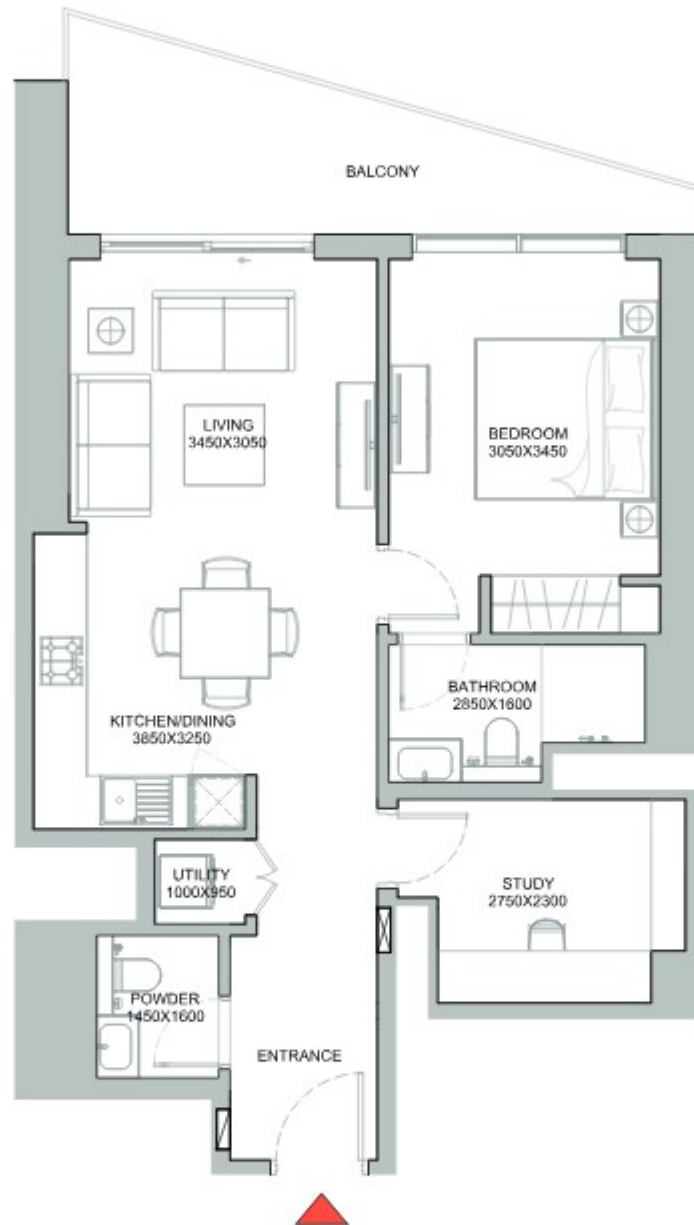 BALCONY
LIVING
3450X3050
BEDROOM
3050X3450
BATHROOM
2850X1600
KITCHEN/DINING
3850X3250
UTILITY
1000X950
STUDY
2750X2300
POWDER
1450X1600
ENTRANCE